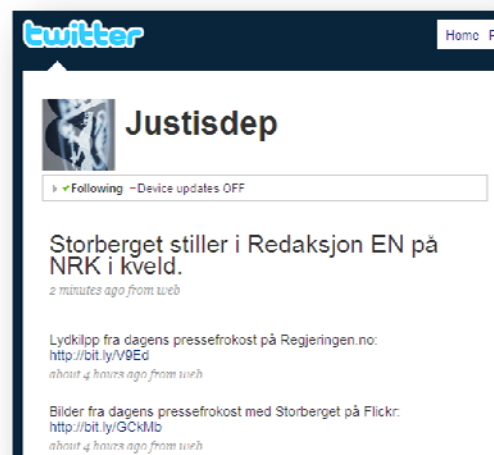 twitter
Home
Justisdep
Following −Device updates OFF
Storberget stiller i Redaksjon EN på
NRK i kveld.
2 minutes ago from web
Lydkilpp fra dagens pressefrokost på Regjeringen.no:
http://bit.ly/V9Ed
about 4 hours ago from web
Bilder fra dagens pressefrokost med Storberget på Flickr:
http://bit.ly/GCkMb
about 4 hours ago from web